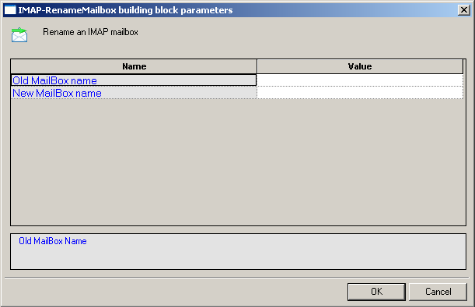 IMAP-RenameMailbox building block parameters
Rename an IMAP mailbox
Name Value
Old MailBox name
New MailBox name
Old MailBox Name
OK Cancel